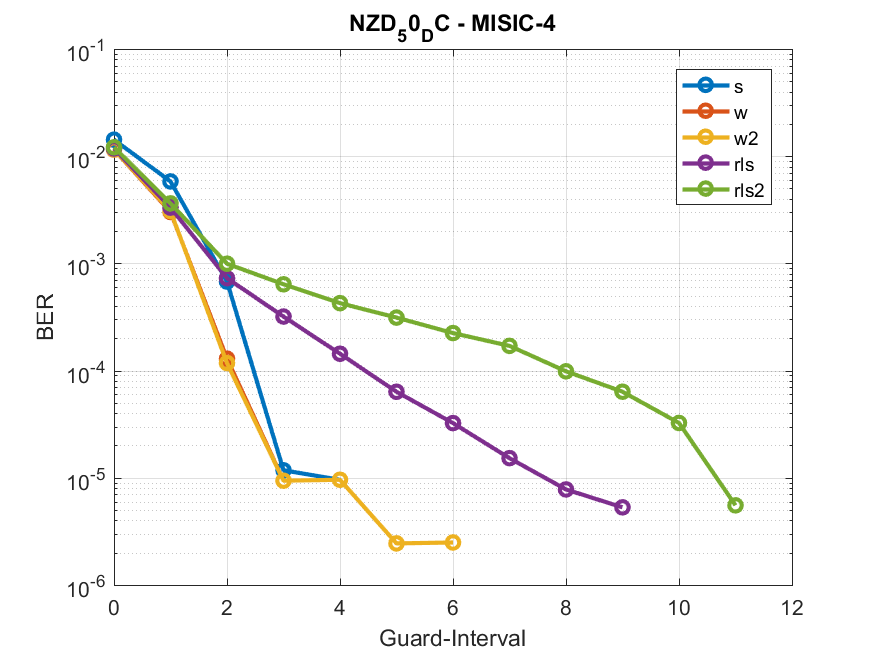 NZD₅0_DC - MISIC-4
10⁻¹
10⁻²
10⁻³
10⁻⁴
10⁻⁵
10⁻⁶
BER
0 2 4 6 8 10 12
Guard-Interval
s
w
w2
rls
rls2